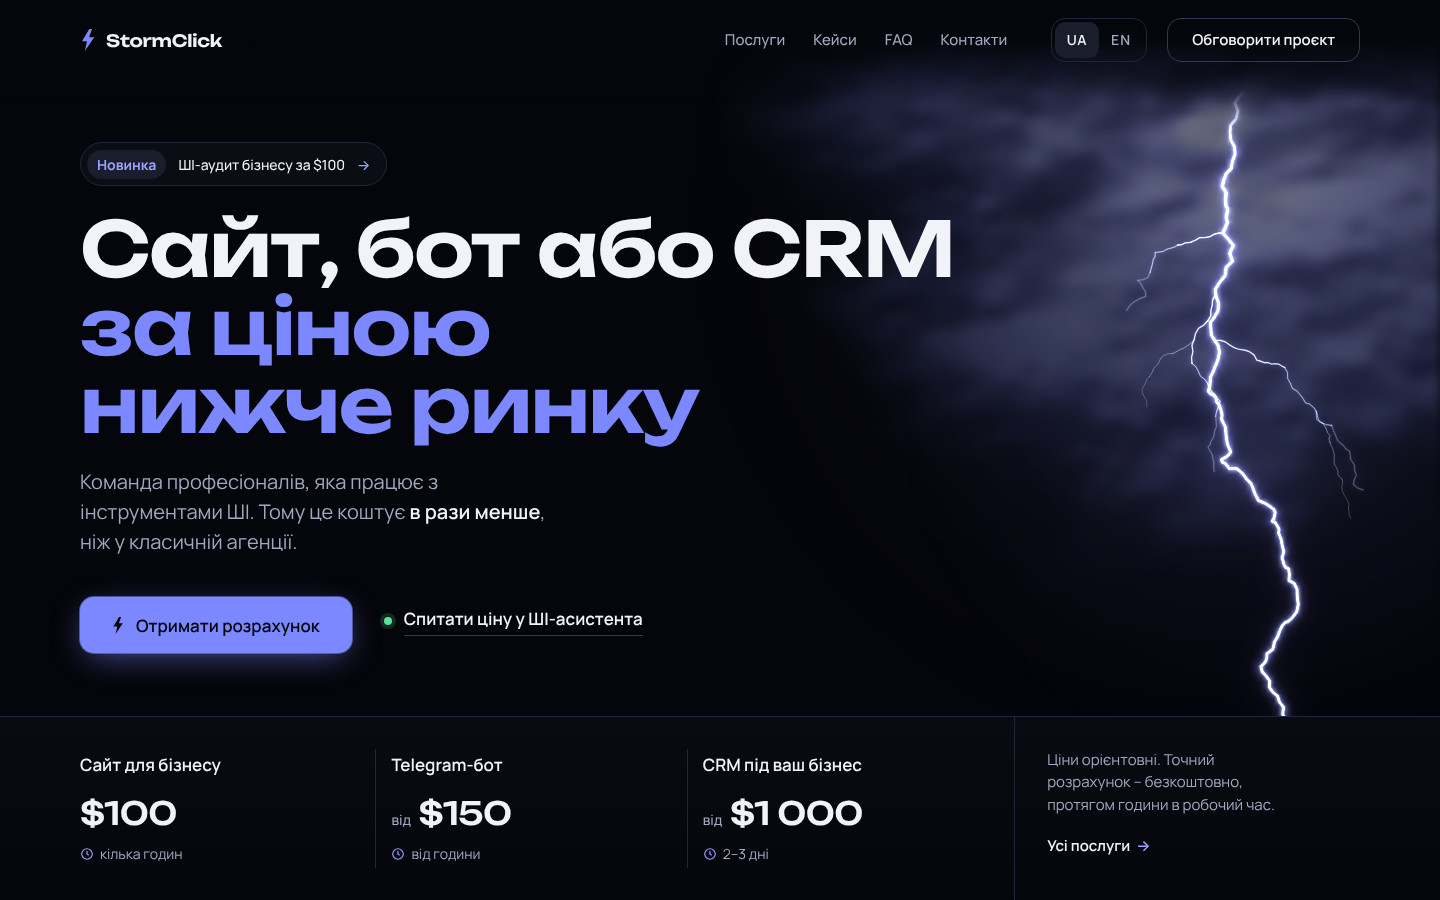 StormClick
Послуги Кейси FAQ Контакти UA EN Обговорити проєкт
Новинка ШІ-аудит бізнесу за $100 →
Сайт, бот або CRM
за ціною
нижче ринку
Команда професіоналів, яка працює з
інструментами ШІ. Тому це коштує в рази менше,
ніж у класичній агенції.
Отримати розрахунок
Спитати ціну у ШІ-асистента
Сайт для бізнесу
$100
кілька годин
Telegram-бот
від $150
від години
CRM під ваш бізнес
від $1 000
2–3 дні
Ціни орієнтовні. Точний
розрахунок – безкоштовно,
протягом години в робочий час.
Усі послуги →